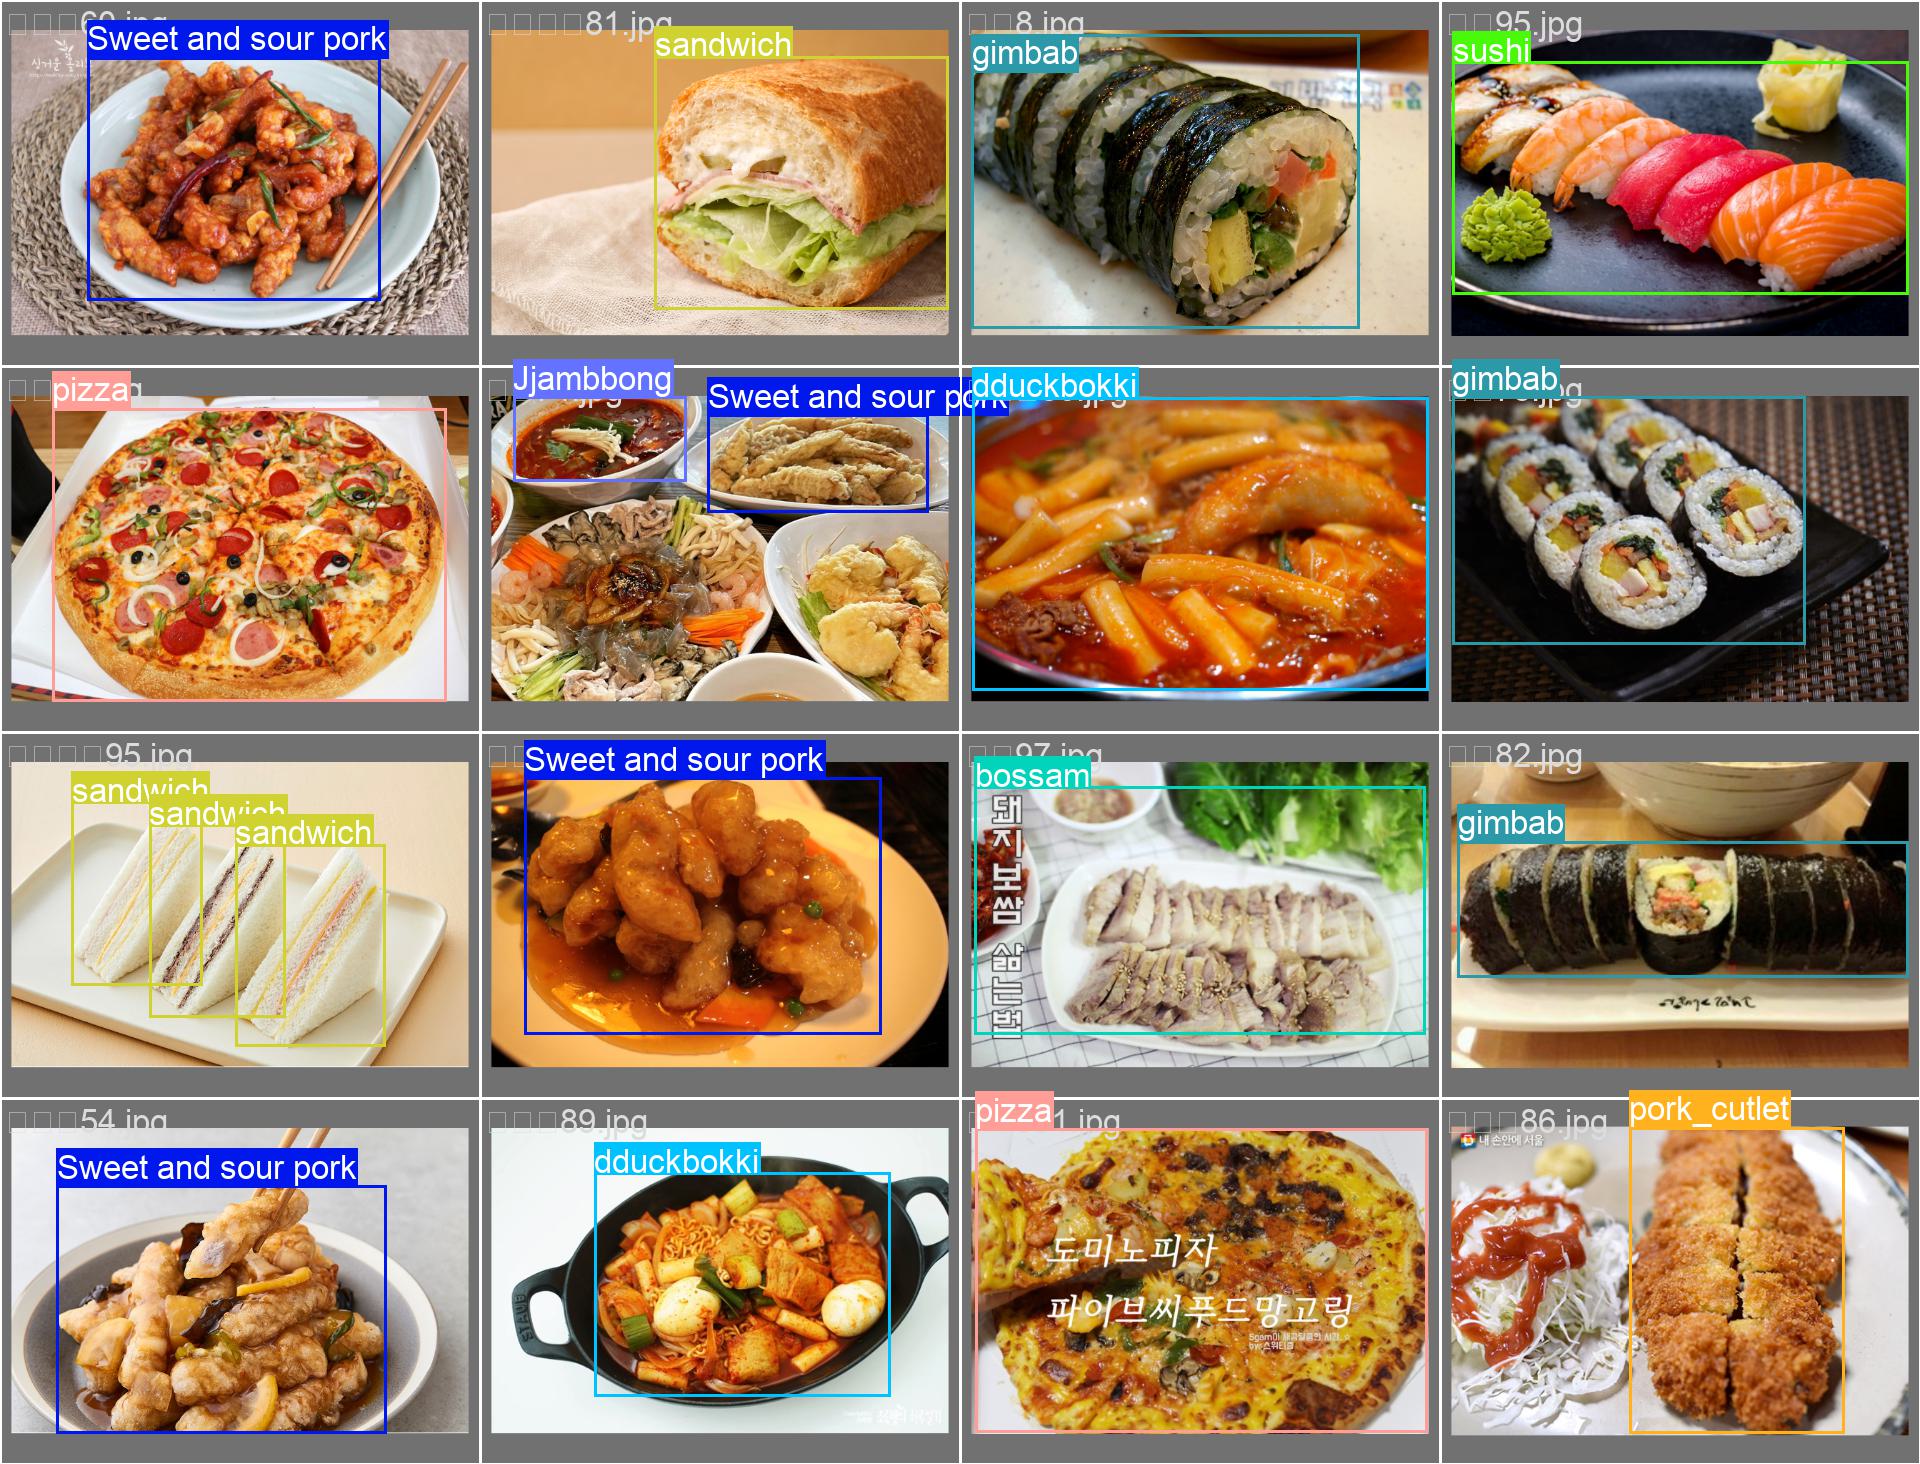 Sweet and sour pork
81.jpg
sandwich
8.jpg
gimbab
95.jpg
sushi
pizza
Jjambbong
Sweet and sour pork
dduckbokki
gimbab
95.jpg
sandwich
sandwich
sandwich
Sweet and sour pork
97.jpg
bossam
돼지보쌈 삶는법
82.jpg
gimbab
54.jpg
Sweet and sour pork
89.jpg
dduckbokki
STAUB
pizza
1.jpg
도미노피자
파이브씨푸드망고링
86.jpg
pork_cutlet
내 손안에 서울